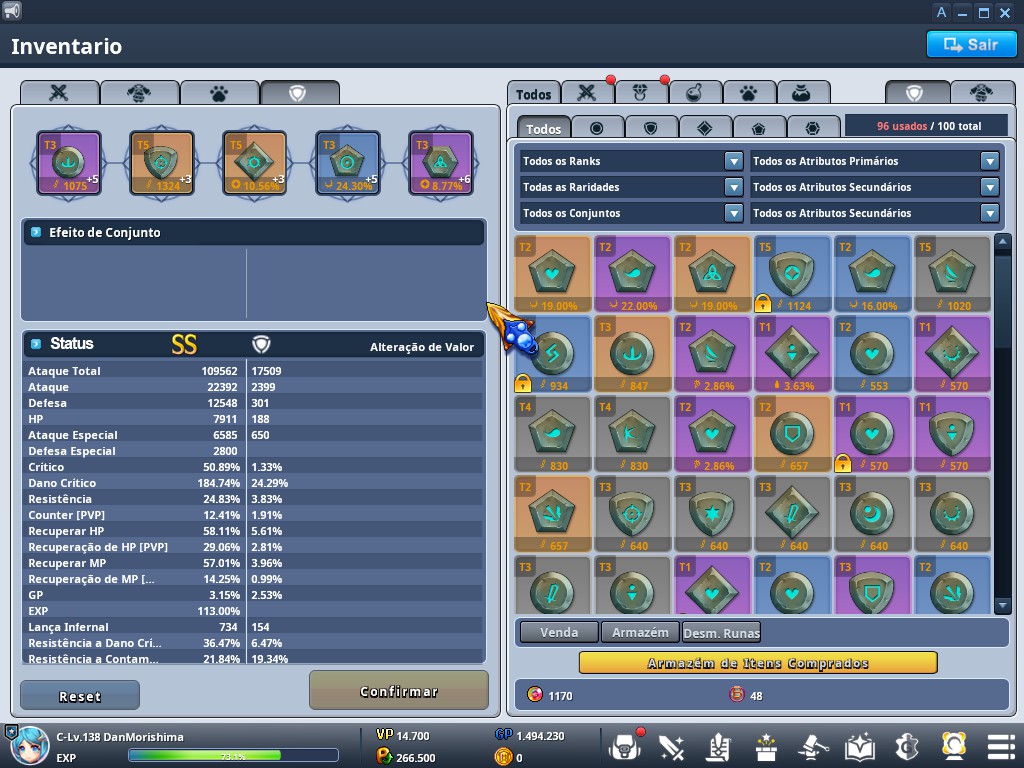 A
Inventario
Sair
T3 +5 1075
T5 +3 1324
T5 +3 10.56%
T3 +5 24.30%
T3 +6 8.77%
Efeito de Conjunto
Status SS Alteração de Valor
Ataque Total 109562 17509
Ataque 22392 2399
Defesa 12548 301
HP 7911 188
Ataque Especial 6585 650
Defesa Especial 2800
Crítico 50.89% 1.33%
Dano Crítico 184.74% 24.29%
Resistência 24.83% 3.83%
Counter [PVP] 12.41% 1.91%
Recuperar HP 58.11% 5.61%
Recuperação de HP [PVP] 29.06% 2.81%
Recuperar MP 57.01% 3.96%
Recuperação de MP [... 14.25% 0.99%
GP 3.15% 2.53%
EXP 113.00%
Lança Infernal 734 154
Resistência a Dano Crí... 36.47% 6.47%
Resistência a Contam... 21.84% 19.34%
Reset
Confirmar
Todos
Todos
96 usados / 100 total
Todos os Ranks
Todos os Atributos Primários
Todas as Raridades
Todos os Atributos Secundários
Todos os Conjuntos
Todos os Atributos Secundários
T2 T2 T2 T5 T2 T5
19.00% 22.00% 19.00% 1124 16.00% 1020
T3 T2 T1 T2 T1
934 847 2.86% 3.63% 553 570
T4 T4 T2 T2 T1 T1
830 830 2.86% 657 570 570
T2 T3 T3 T3 T3 T3
657 640 640 640 640 640
T3 T3 T1 T2 T3 T2
Venda Armazém Desm. Runas
Armazém de Itens Comprados
1170 48
C-Lv.138 DanMorishima
EXP 73.1%
VP 14.700
266.500
GP 1.494.230
0